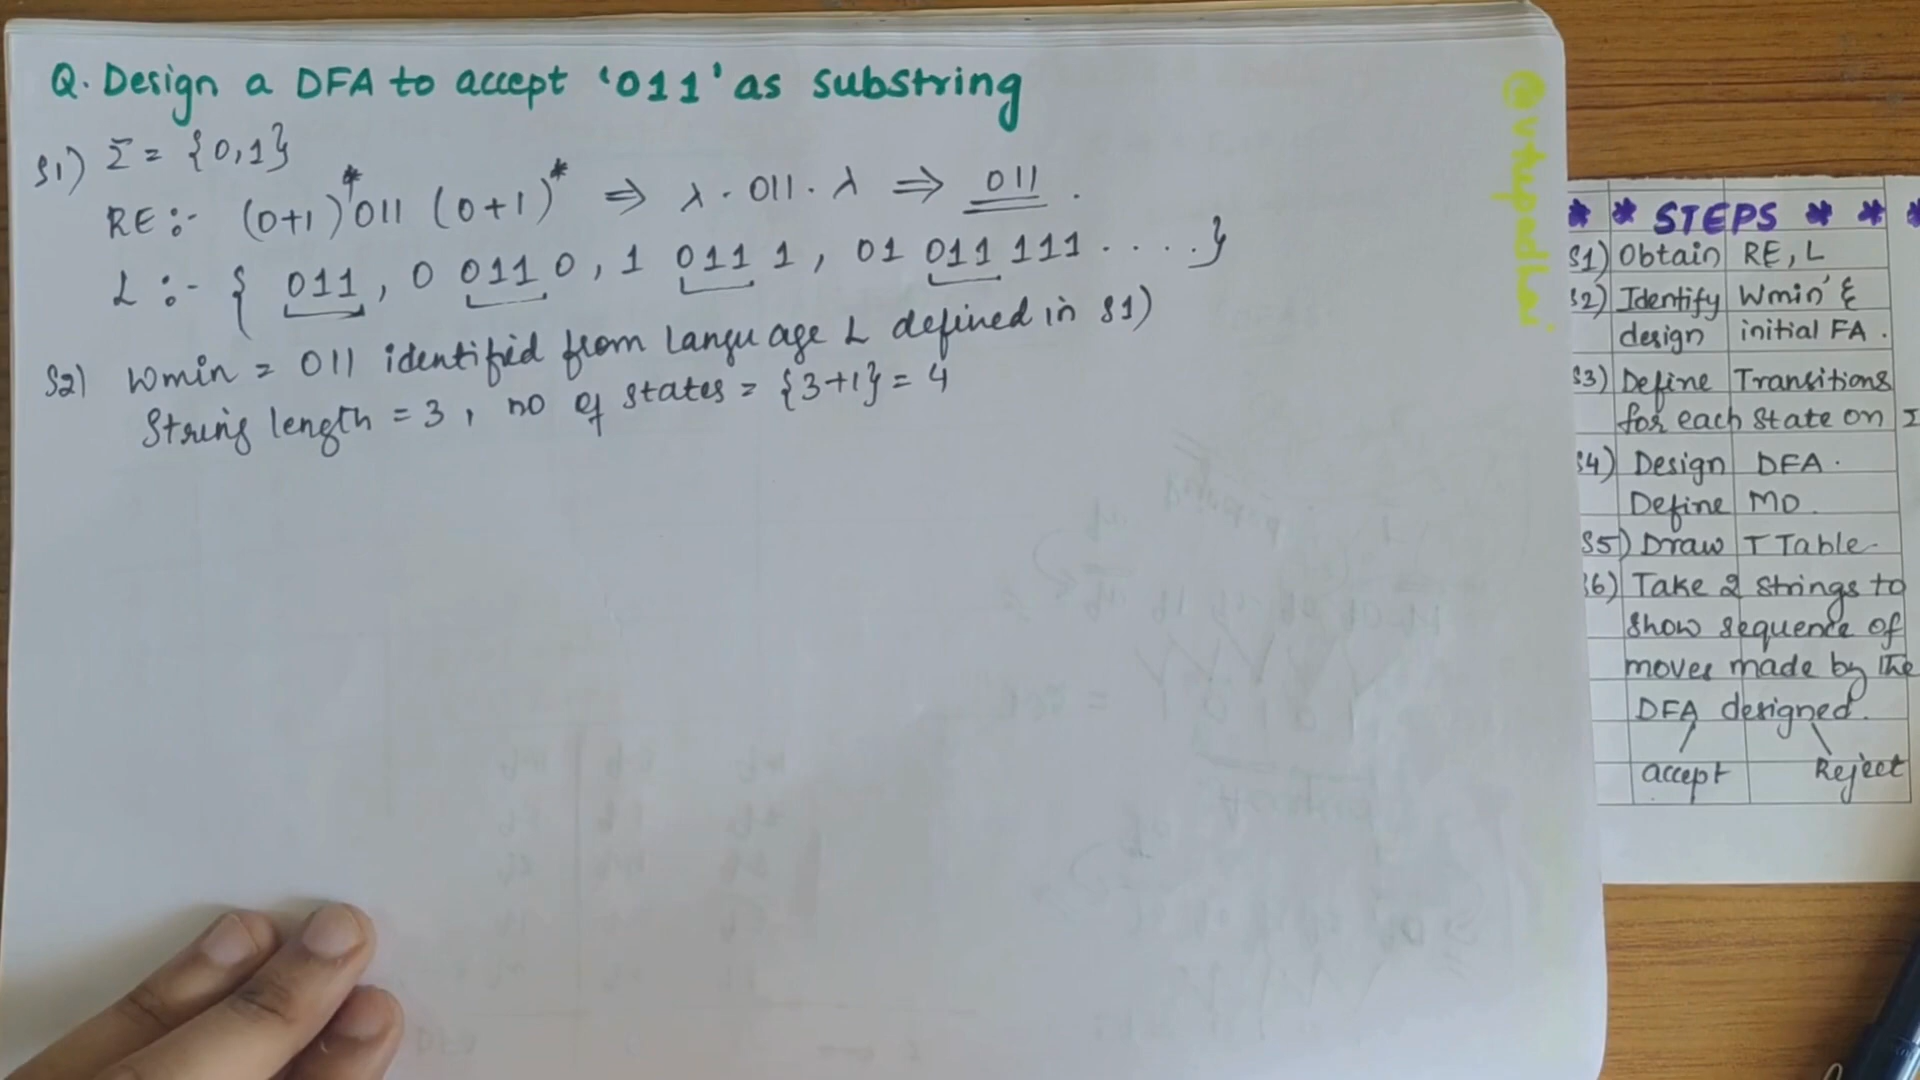 Q. Design a DFA to accept '011' as substring
S1) Σ = {0,1}
RE :- (0+1)* 011 (0+1)* ⇒ λ · 011 · λ ⇒ 011 .
L :- { 011 , 0 011 0 , 1 011 1 , 01 011 111 . . . . }
S2) Wmin = 011 identifid from Langu age L defined in S1)
String length = 3 , no of states = {3+1} = 4
@vtupadhai
* * STEPS * * *
S1) Obtain RE, L
S2) Identify Wmin &
design initial FA .
S3) Define Transitions
for each State on Σ
S4) Design DFA .
Define MD .
S5) Draw T Table .
S6) Take 2 Strings to
Show sequence of
moves made by the
DFA designed .
accept Reject